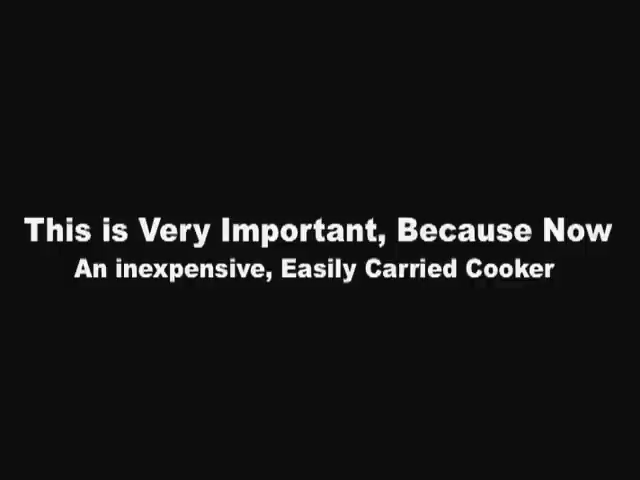 This is Very Important, Because Now
An inexpensive, Easily Carried Cooker